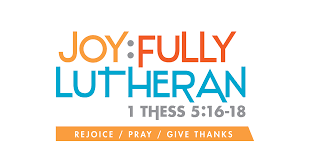 JOY:FULLY
LUTHERAN
1 THESS 5:16-18
REJOICE / PRAY / GIVE THANKS